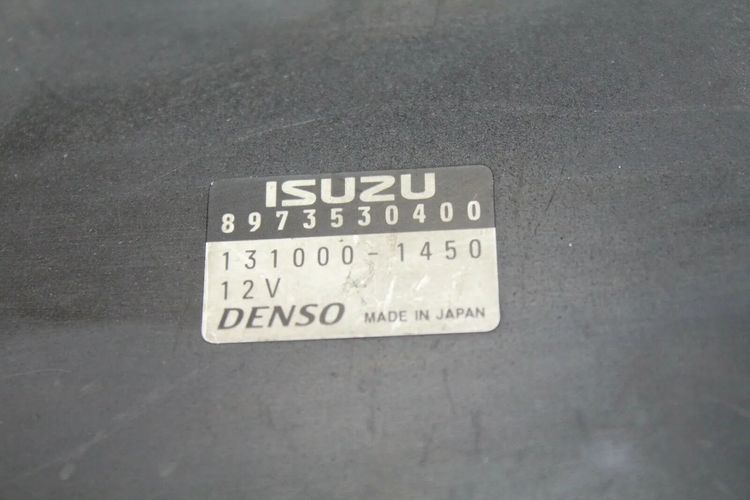 ISUZU
8973530400
131000-1450
12V
DENSO MADE IN JAPAN